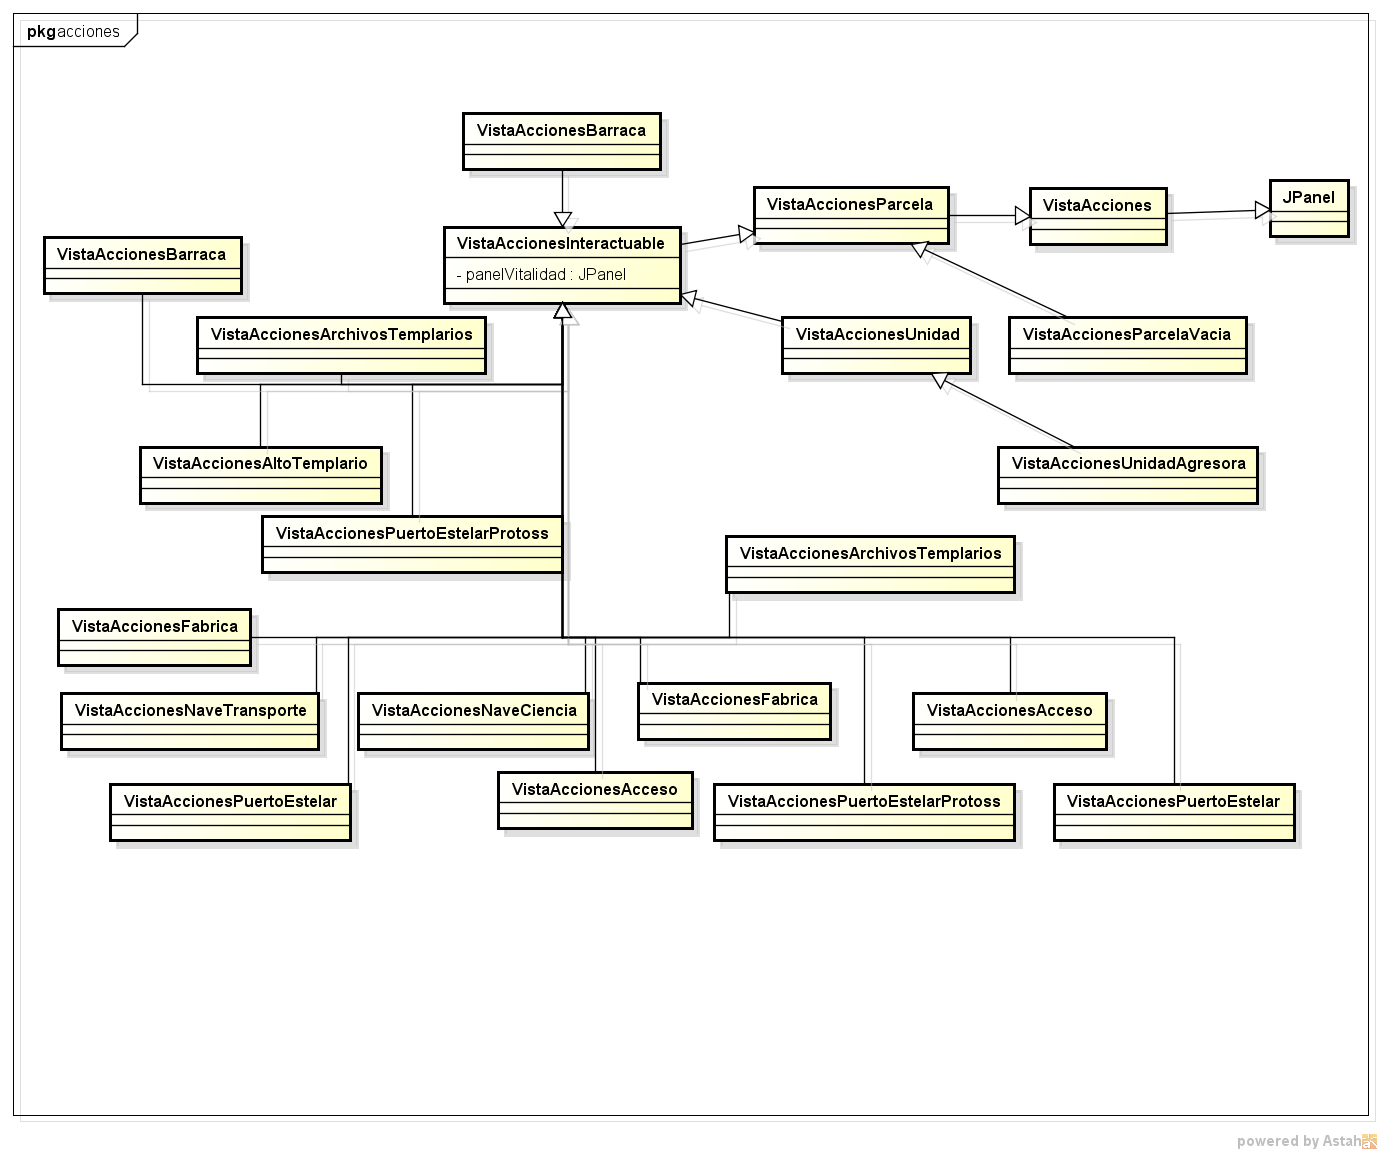 pkg acciones
VistaAccionesBarraca
JPanel
VistaAccionesParcela
VistaAcciones
VistaAccionesInteractuable
- panelVitalidad : JPanel
VistaAccionesBarraca
VistaAccionesArchivosTemplarios
VistaAccionesUnidad
VistaAccionesParcelaVacia
VistaAccionesAltoTemplario
VistaAccionesUnidadAgresora
VistaAccionesPuertoEstelarProtoss
VistaAccionesArchivosTemplarios
VistaAccionesFabrica
VistaAccionesNaveTransporte
VistaAccionesNaveCiencia
VistaAccionesFabrica
VistaAccionesAcceso
VistaAccionesPuertoEstelar
VistaAccionesAcceso
VistaAccionesPuertoEstelarProtoss
VistaAccionesPuertoEstelar
powered by Astah